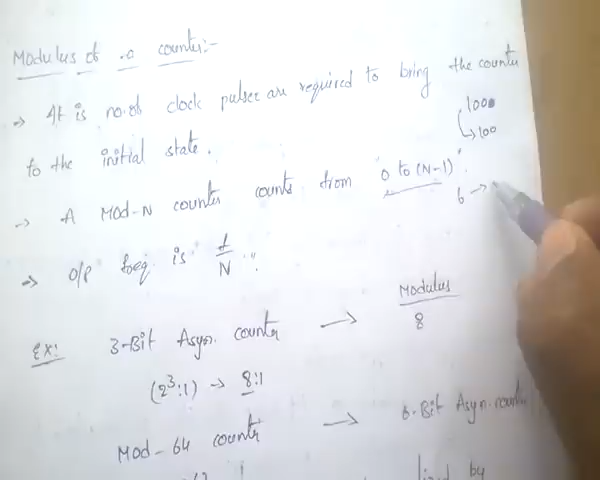 Modulus of a counter:-
→ It is no. of clock pulses are required to bring the counter
to the initial state.
1000
↳ 100
→ A MOD-N counter counts from "0 to (N-1)".
6 →
→ O/P freq is "f/N".
Modulus
Ex: 3-Bit Asyn. counter → 8
(2³:1) → 8:1
Mod-64 counter → 6-Bit Asyn. counter
by